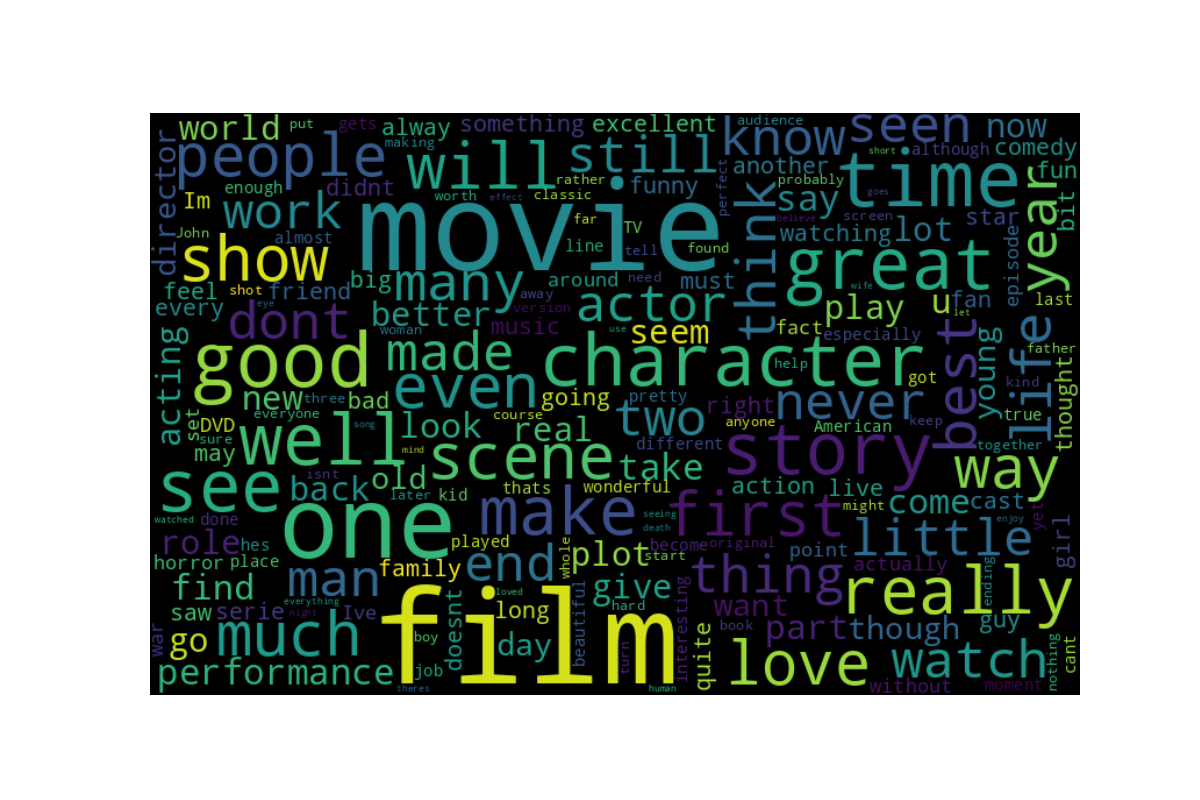 world
put
gets
alway
something
excellent
audience
seen
now
director
people
making
will
still
know
although
short
comedy
another
time
fun
enough
didnt
rather
funny
perfect
probably
goes
Im
worth
effect
classic
think
say
year
bit
work
movie
far
TV
believe
screen
star
John
almost
line
tell
found
watching
lot
episode
show
great
feel
shot
friend
big
many
around
need
must
wife
last
every
eye
away
actor
play
u
fan
let
dont
better
version
music
woman
use
seem
fact
especially
best
young
life
father
acting
good
made
character
help
got
kind
even
going
pretty
new
three
bad
right
never
keep
true
thought
set
DVD
everyone
course
two
anyone
American
sure
well
song
look
real
different
story
together
may
mind
scene
take
way
see
old
isnt
thats
wonderful
action
live
back
later
kid
make
first
might
come
cast
yet
enjoy
watched
done
one
seeing
death
role
hes
played
whole
plot
become
original
point
little
girl
horror
place
man
family
end
start
thing
actually
find
give
really
ending
everything
loved
saw
serie
Ive
film
long
hard
want
book
guy
war
night
interesting
go
much
boy
doesnt
day
beautiful
turn
quite
part
though
nothing
cant
performance
job
love
watch
theres
human
without
moment